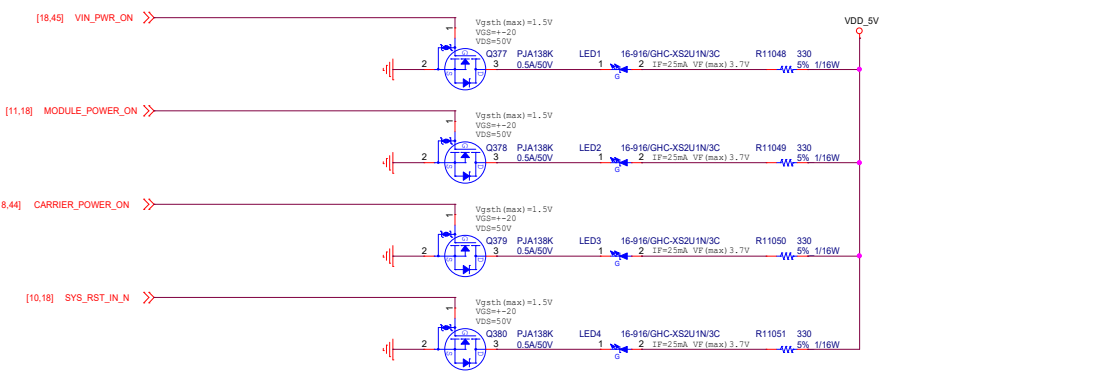 VDD_5V
[18,45] VIN_PWR_ON
Vgsth(max)=1.5V
VGS=+-20
VDS=50V
1
G
S
D
Q377 PJA138K
0.5A/50V
2
3
LED1 16-916/GHC-XS2U1N/3C
1
2 IF=25mA VF(max)3.7V
G
R11048 330
5% 1/16W
[11,18] MODULE_POWER_ON
Vgsth(max)=1.5V
VGS=+-20
VDS=50V
1
G
S
D
Q378 PJA138K
0.5A/50V
2
3
LED2 16-916/GHC-XS2U1N/3C
1
2 IF=25mA VF(max)3.7V
G
R11049 330
5% 1/16W
8,44] CARRIER_POWER_ON
Vgsth(max)=1.5V
VGS=+-20
VDS=50V
1
G
S
D
Q379 PJA138K
0.5A/50V
2
3
LED3 16-916/GHC-XS2U1N/3C
1
2 IF=25mA VF(max)3.7V
G
R11050 330
5% 1/16W
[10,18] SYS_RST_IN_N
Vgsth(max)=1.5V
VGS=+-20
VDS=50V
1
G
S
D
Q380 PJA138K
0.5A/50V
2
3
LED4 16-916/GHC-XS2U1N/3C
1
2 IF=25mA VF(max)3.7V
G
R11051 330
5% 1/16W